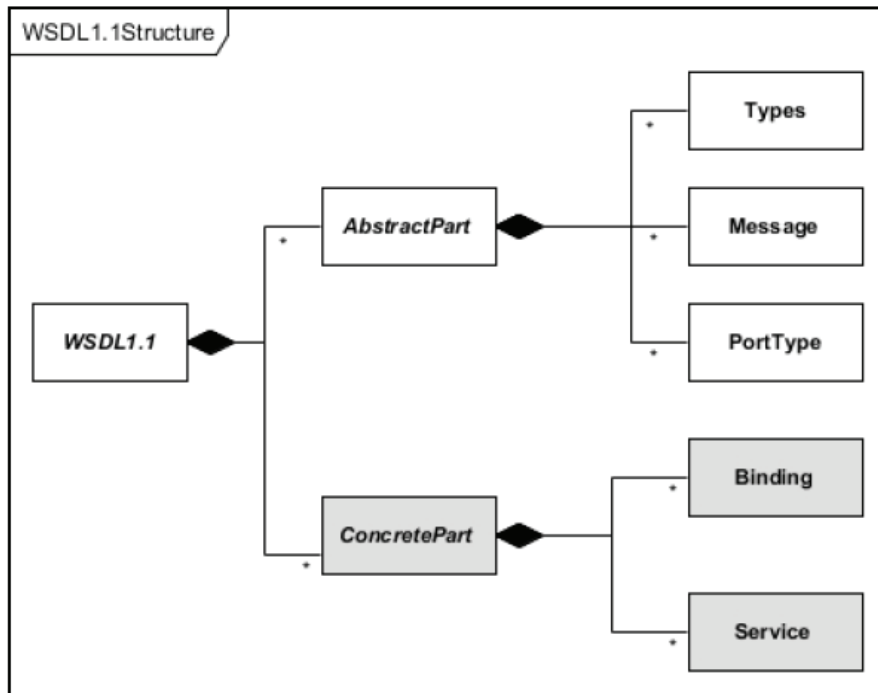 WSDL1.1Structure
Types
*
AbstractPart
*
Message
*
WSDL1.1
PortType
*
Binding
*
ConcretePart
*
Service
*